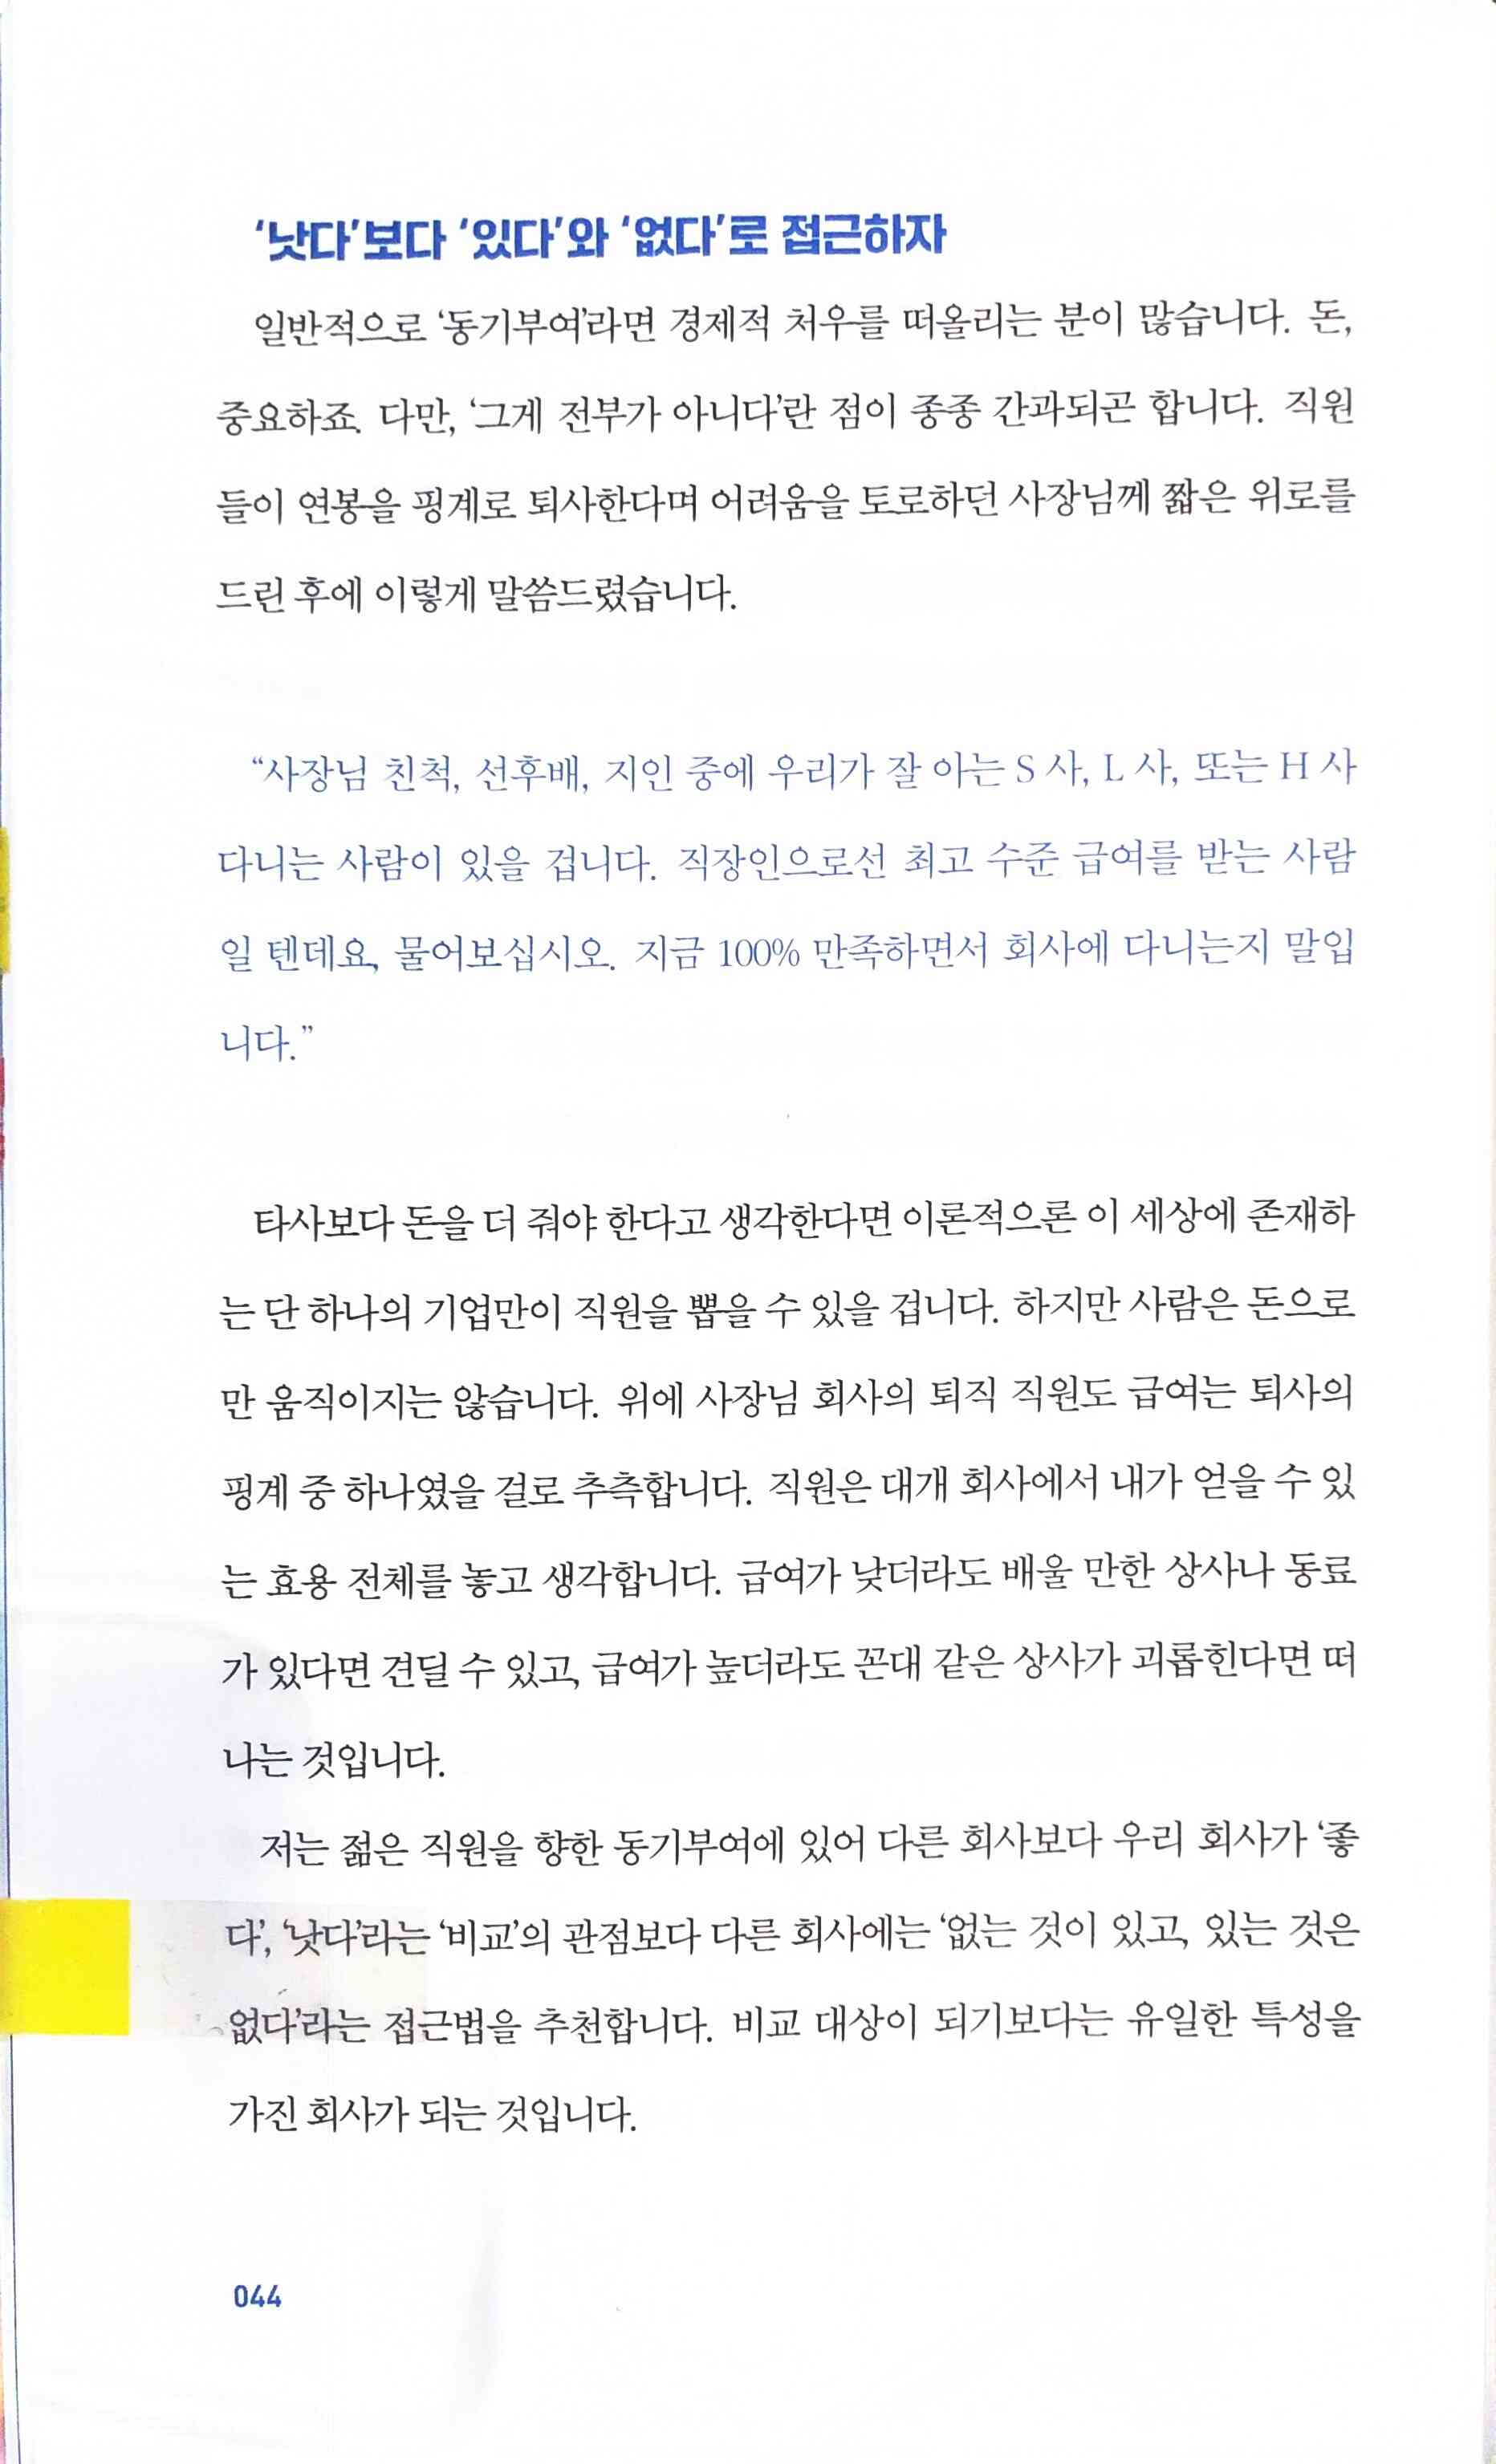 ‘낫다’보다 ‘있다’와 ‘없다’로 접근하자
일반적으로 ‘동기부여’라면 경제적 처우를 떠올리는 분이 많습니다. 돈,
중요하죠. 다만, ‘그게 전부가 아니다’란 점이 종종 간과되곤 합니다. 직원
들이 연봉을 핑계로 퇴사한다며 어려움을 토로하던 사장님께 짧은 위로를
드린 후에 이렇게 말씀드렸습니다.
“사장님 친척, 선후배, 지인 중에 우리가 잘 아는 S 사, L 사, 또는 H 사
다니는 사람이 있을 겁니다. 직장인으로선 최고 수준 급여를 받는 사람
일 텐데요, 물어보십시오. 지금 100% 만족하면서 회사에 다니는지 말입
니다.”
타사보다 돈을 더 줘야 한다고 생각한다면 이론적으론 이 세상에 존재하
는 단 하나의 기업만이 직원을 뽑을 수 있을 겁니다. 하지만 사람은 돈으로
만 움직이지는 않습니다. 위에 사장님 회사의 퇴직 직원도 급여는 퇴사의
핑계 중 하나였을 걸로 추측합니다. 직원은 대개 회사에서 내가 얻을 수 있
는 효용 전체를 놓고 생각합니다. 급여가 낮더라도 배울 만한 상사나 동료
가 있다면 견딜 수 있고, 급여가 높더라도 꼰대 같은 상사가 괴롭힌다면 떠
나는 것입니다.
저는 젊은 직원을 향한 동기부여에 있어 다른 회사보다 우리 회사가 ‘좋
다’, ‘낫다’라는 ‘비교’의 관점보다 다른 회사에는 ‘없는 것이 있고, 있는 것은
없다’라는 접근법을 추천합니다. 비교 대상이 되기보다는 유일한 특성을
가진 회사가 되는 것입니다.
044